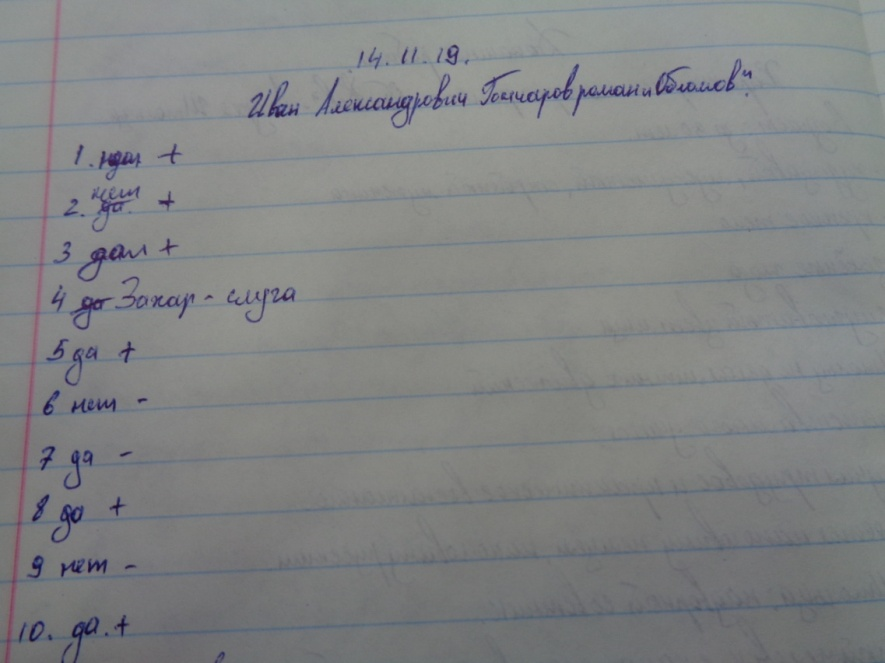 14.11.19.
Иван Александрович Гончаров роман „Обломов".
1. да +
2. нет +
3 да +
4 Захар - слуга
5 да +
6 нет -
7 да -
8 да +
9 нет -
10. да. +